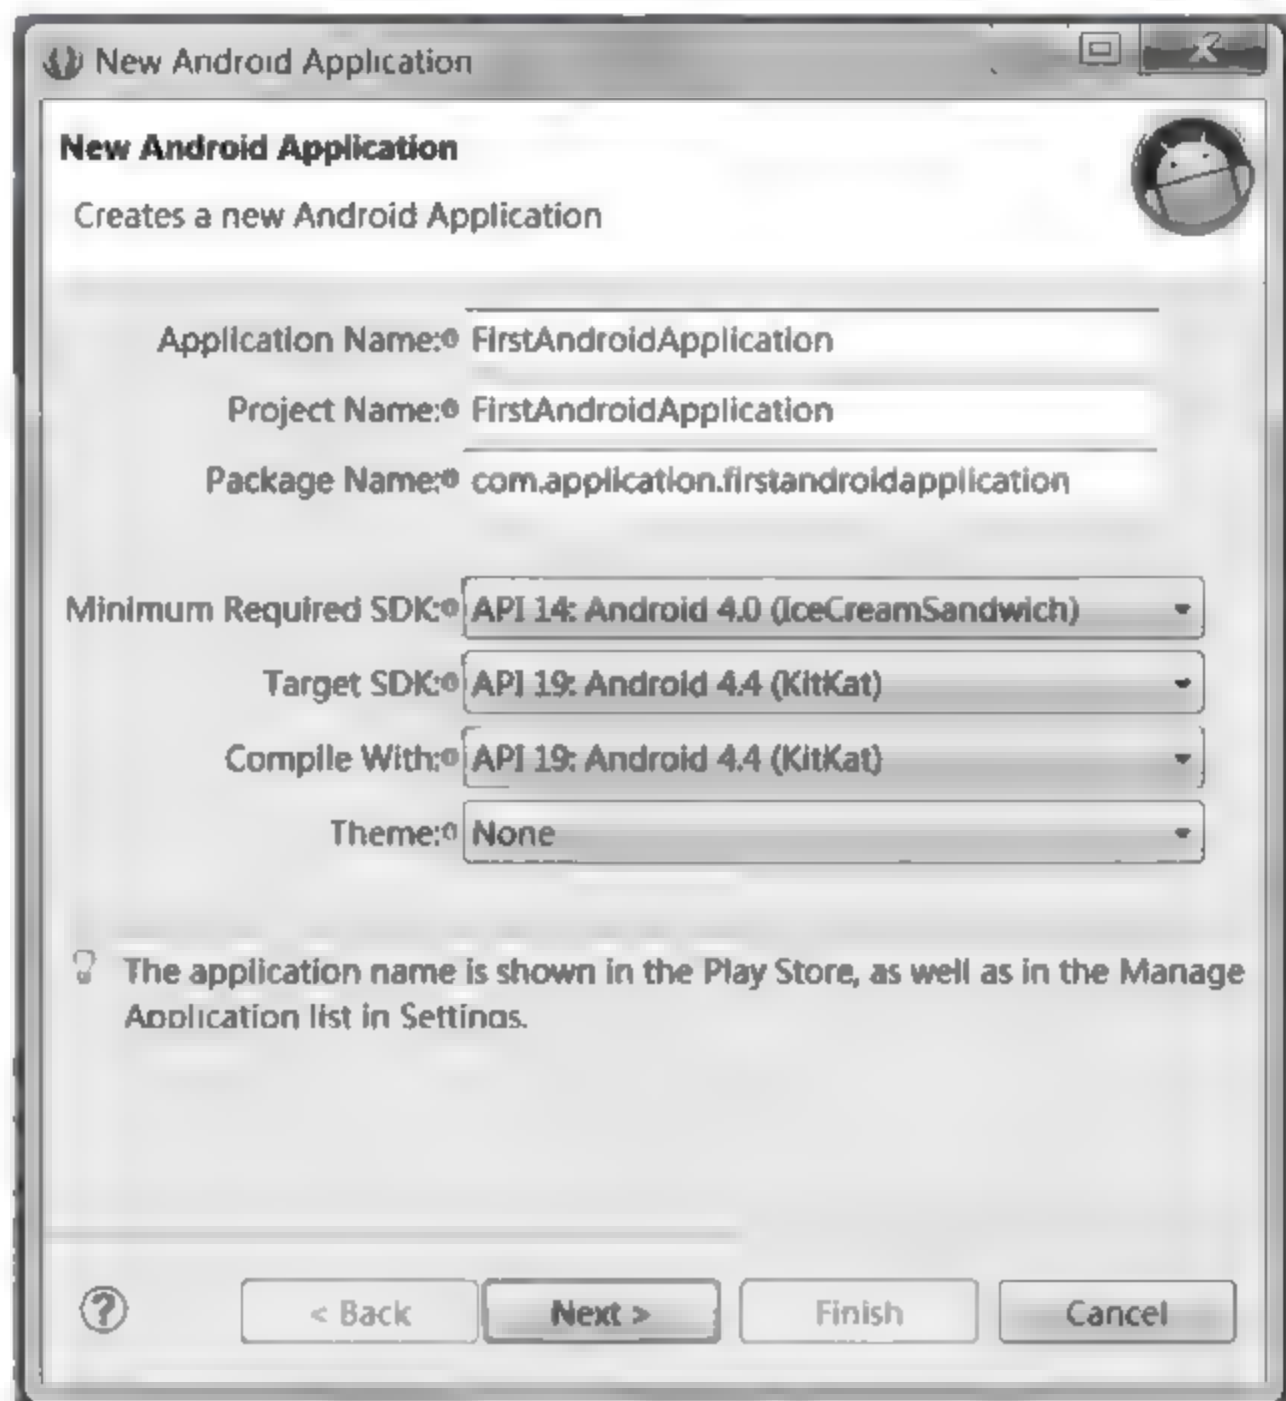 New Android Application
New Android Application
Creates a new Android Application
Application Name: FirstAndroidApplication
Project Name: FirstAndroidApplication
Package Name: com.application.firstandroidapplication
Minimum Required SDK: API 14: Android 4.0 (IceCreamSandwich)
Target SDK: API 19: Android 4.4 (KitKat)
Compile With: API 19: Android 4.4 (KitKat)
Theme: None
The application name is shown in the Play Store, as well as in the Manage
Application list in Settings.
? < Back Next > Finish Cancel